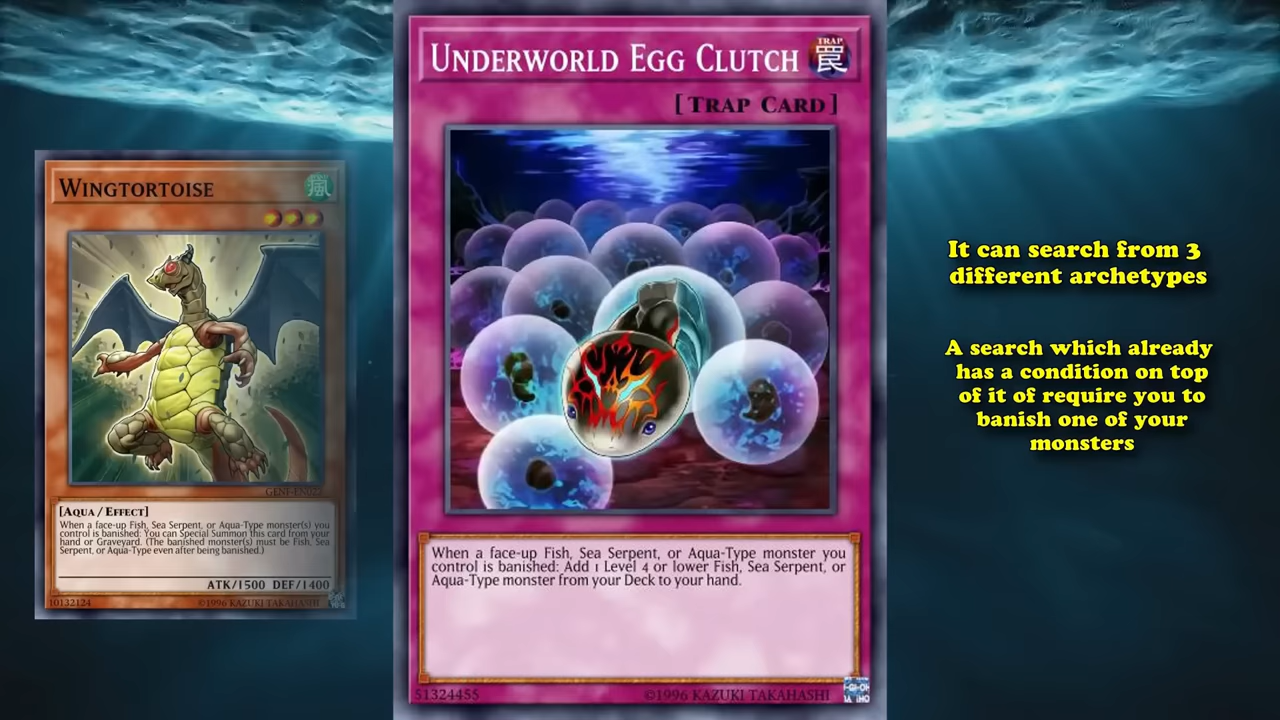 WINGTORTOISE
[AQUA / EFFECT]
When a face-up Fish, Sea Serpent, or Aqua-Type monster(s) you
control is banished: You can Special Summon this card from your
hand or Graveyard. (The banished monster(s) must be Fish, Sea
Serpent, or Aqua-Type even after being banished.)
ATK/1500 DEF/1400
10132124
©1996 KAZUKI TAKAHASHI
UNDERWORLD EGG CLUTCH
TRAP
罠
[TRAP CARD]
When a face-up Fish, Sea Serpent, or Aqua-Type monster you
control is banished: Add 1 Level 4 or lower Fish, Sea Serpent, or
Aqua-Type monster from your Deck to your hand.
51324455
©1996 KAZUKI TAKAHASHI
It can search from 3
different archetypes
A search which already
has a condition on top
of it of require you to
banish one of your
monsters